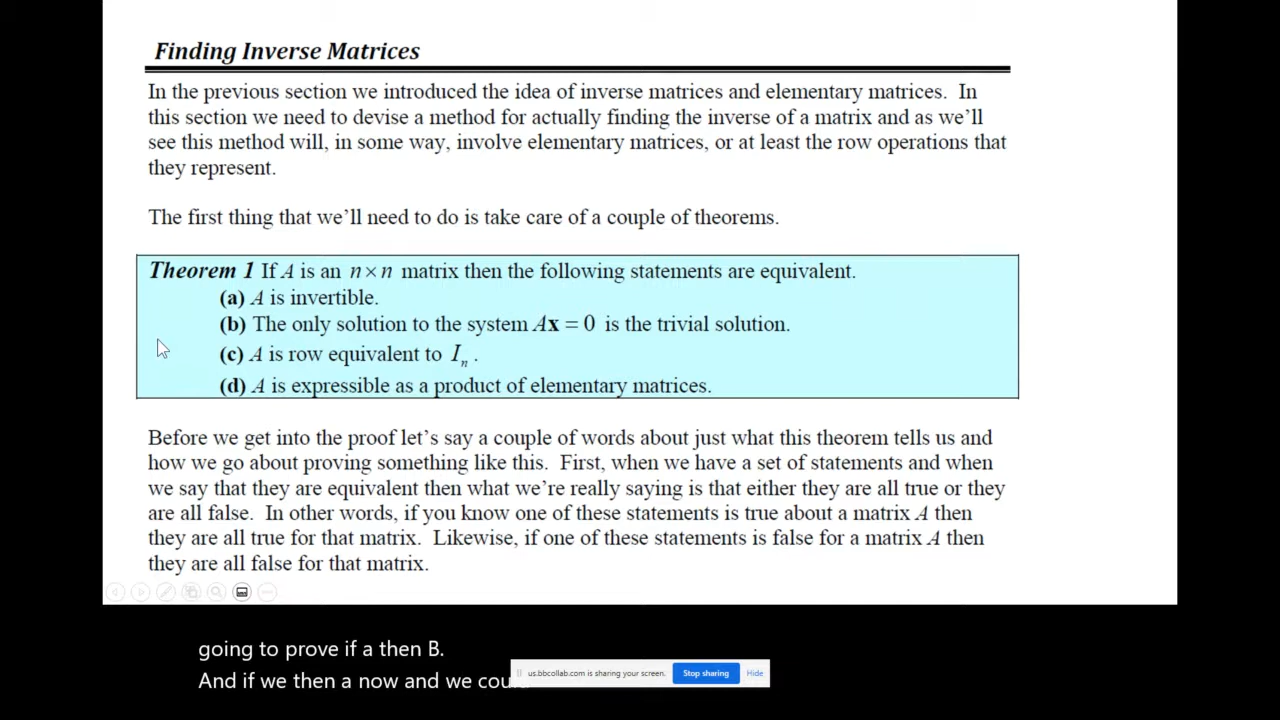 Finding Inverse Matrices
In the previous section we introduced the idea of inverse matrices and elementary matrices. In
this section we need to devise a method for actually finding the inverse of a matrix and as we'll
see this method will, in some way, involve elementary matrices, or at least the row operations that
they represent.
The first thing that we'll need to do is take care of a couple of theorems.
Theorem 1 If A is an n×n matrix then the following statements are equivalent.
(a) A is invertible.
(b) The only solution to the system Ax = 0 is the trivial solution.
(c) A is row equivalent to Iₙ .
(d) A is expressible as a product of elementary matrices.
Before we get into the proof let's say a couple of words about just what this theorem tells us and
how we go about proving something like this. First, when we have a set of statements and when
we say that they are equivalent then what we're really saying is that either they are all true or they
are all false. In other words, if you know one of these statements is true about a matrix A then
they are all true for that matrix. Likewise, if one of these statements is false for a matrix A then
they are all false for that matrix.
going to prove if a then B.
And if we then a now and we
us.bbcollab.com is sharing your screen. Stop sharing Hide